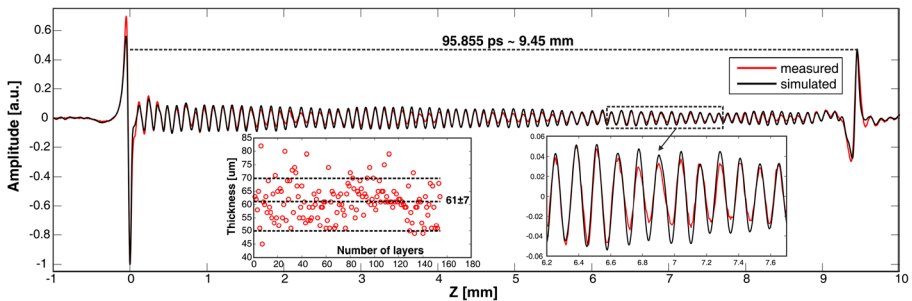 95.855 ps ~ 9.45 mm
measured
simulated
Amplitude [a.u.]
0.6
0.4
0.2
0
-0.2
-0.4
-0.6
-0.8
-1
Thickness [um]
85
80
75
70
65
60
55
50
45
40
61±7
Number of layers
0 20 40 60 80 100 120 140 160 180
0.06
0.04
0.02
0
-0.02
-0.04
-0.06
6.2 6.4 6.6 6.8 7 7.2 7.4 7.6
-1 0 1 2 3 4 5 6 7 8 9 10
Z [mm]